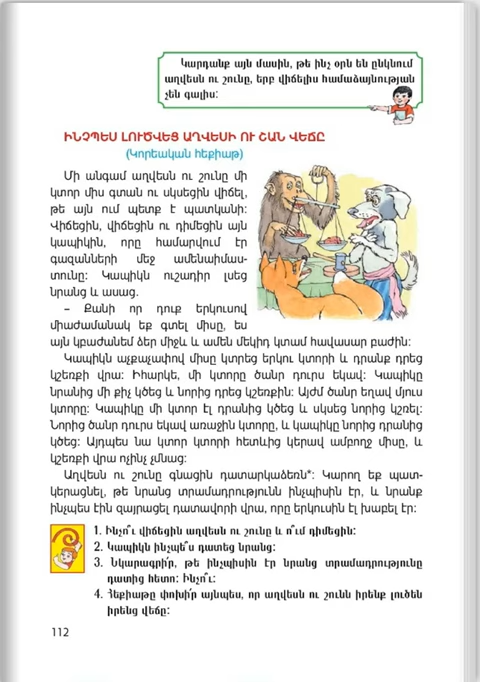 Կարդանք այն մասին, թե ինչ օրն են ընկնում
աղվեսն ու շունը, երբ վիճելիս համաձայնության
չեն գալիս:
ԻՆՉՊԵՍ ԼՈՒԾՎԵՑ ԱՂՎԵՍԻ ՈՒ ՇԱՆ ՎԵՃԸ
(Կորեական հեքիաթ)
Մի անգամ աղվեսն ու շունը մի
կտոր միս գտան ու սկսեցին վիճել,
թե այն ում պետք է պատկանի:
Վիճեցին, վիճեցին ու դիմեցին այն
կապիկին, որը համարվում էր
գազանների մեջ ամենաիմաս-
տունը: Կապիկն ուշադիր լսեց
նրանց և ասաց.
– Քանի որ դուք երկուսով
միաժամանակ եք գտել միսը, ես
այն կբաժանեմ ձեր միջև և ամեն մեկիդ կտամ հավասար բաժին:
Կապիկն աչքաչափով միսը կտրեց երկու կտորի և դրանք դրեց
կշեռքի վրա: Իհարկե, մի կտորը ծանր դուրս եկավ: Կապիկը
նրանից մի քիչ կծեց և նորից դրեց կշեռքին: Այժմ ծանր եղավ մյուս
կտորը: Կապիկը մի կտոր էլ դրանից կծեց և սկսեց նորից կշռել:
Նորից ծանր դուրս եկավ առաջին կտորը, և կապիկը նորից դրանից
կծեց: Այդպես նա կտոր կտորի հետևից կերավ ամբողջ միսը, և
կշեռքի վրա ոչինչ չմնաց:
Աղվեսն ու շունը գնացին դատարկաձեռն*: Կարող եք պատ-
կերացնել, թե նրանց տրամադրությունն ինչպիսին էր, և նրանք
ինչպես էին զայրացել դատավորի վրա, որը երկուսին էլ խաբել էր:
1. Ինչո՞ւ վիճեցին աղվեսն ու շունը և ո՞ւմ դիմեցին:
2. Կապիկն ինչպե՞ս դատեց նրանց:
3. Նկարագրի՛ր, թե ինչպիսին էր նրանց տրամադրությունը
դատից հետո: Ինչո՞ւ:
4. Հեքիաթը փոխի՛ր այնպես, որ աղվեսն ու շունն իրենք լուծեն
իրենց վեճը:
112